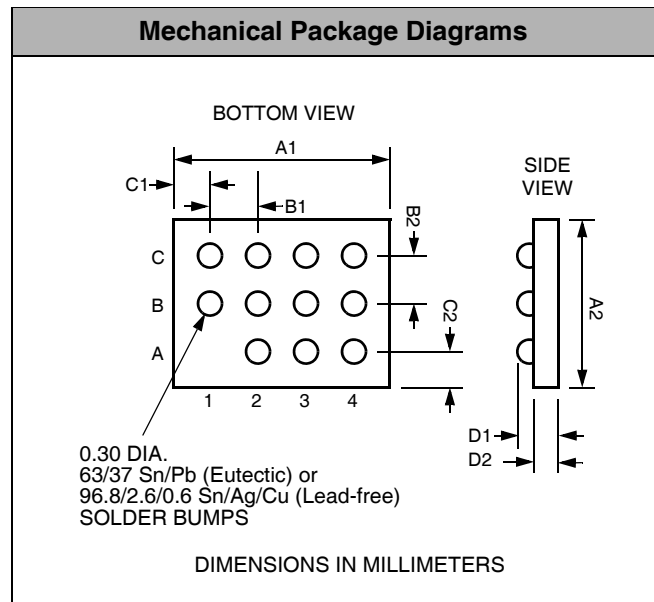 Mechanical Package Diagrams
BOTTOM VIEW
A1
C1
B1
SIDE
VIEW
B2
C
B
A
C2
A2
1 2 3 4
D1
D2
0.30 DIA.
63/37 Sn/Pb (Eutectic) or
96.8/2.6/0.6 Sn/Ag/Cu (Lead-free)
SOLDER BUMPS
DIMENSIONS IN MILLIMETERS